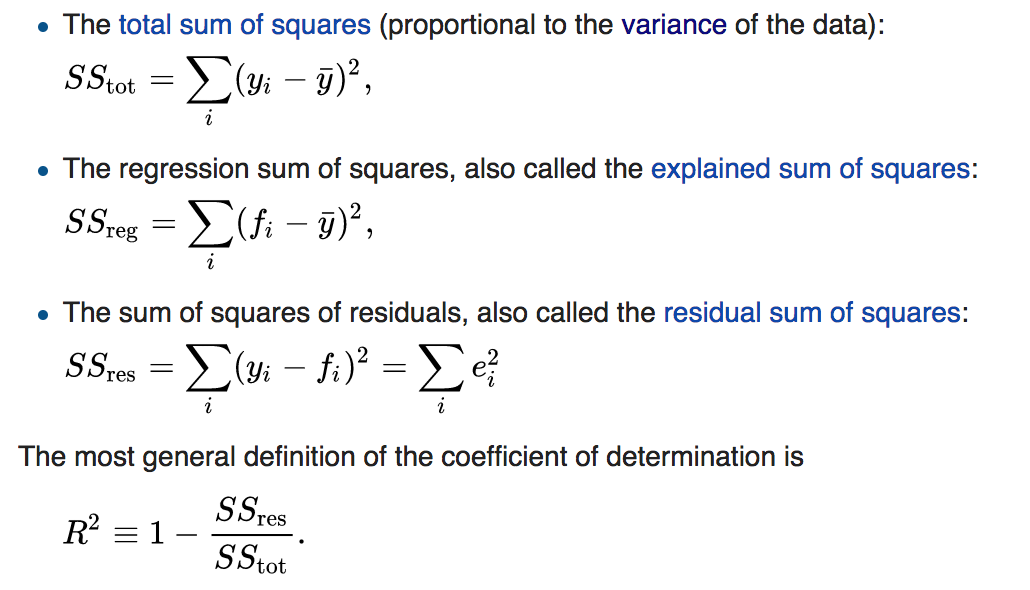 • The total sum of squares (proportional to the variance of the data):
SS_tot = ∑_i (y_i − ȳ)²,
• The regression sum of squares, also called the explained sum of squares:
SS_reg = ∑_i (f_i − ȳ)²,
• The sum of squares of residuals, also called the residual sum of squares:
SS_res = ∑_i (y_i − f_i)² = ∑_i e_i²
The most general definition of the coefficient of determination is
R² ≡ 1 − SS_res / SS_tot.